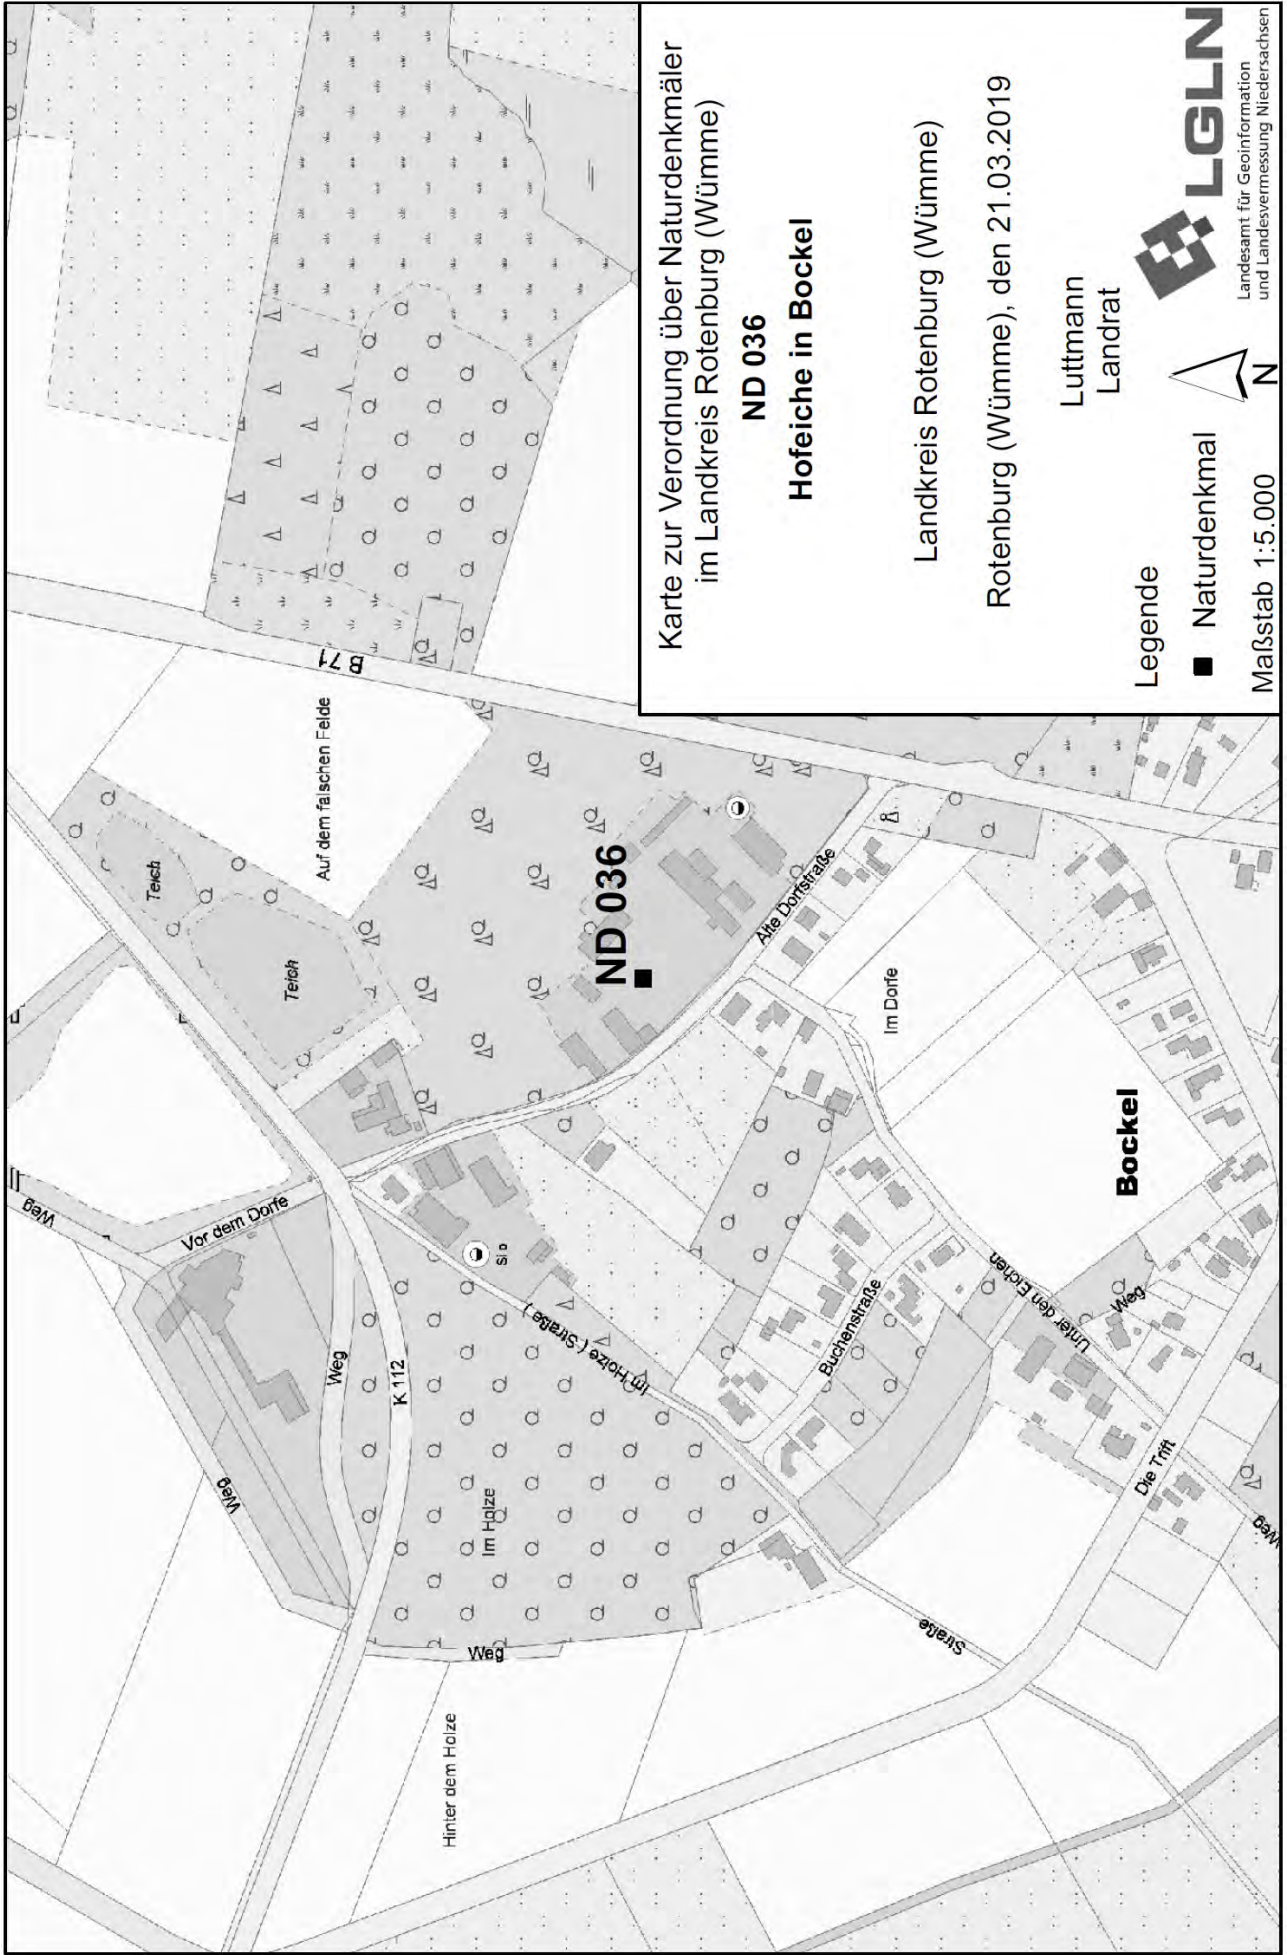 Karte zur Verordnung über Naturdenkmäler
im Landkreis Rotenburg (Wümme)
ND 036
Hofeiche in Bockel
Landkreis Rotenburg (Wümme)
Rotenburg (Wümme), den 21.03.2019
Luttmann
Landrat
Legende
Naturdenkmal
Maßstab 1:5.000
N
LGLN
Landesamt für Geoinformation
und Landesvermessung Niedersachsen
Weg
Vor dem Dorfe
Weg
Weg
K 112
Im Holze
Weg
Hinter dem Holze
Im Holze ( Straße )
Silo
Teich
Teich
Auf dem falschen Felde
B 71
ND 036
Alte Dorfstraße
Im Dorfe
Bockel
Buchenstraße
Unter den Eichen
Weg
Die Trift
Weg
Straße